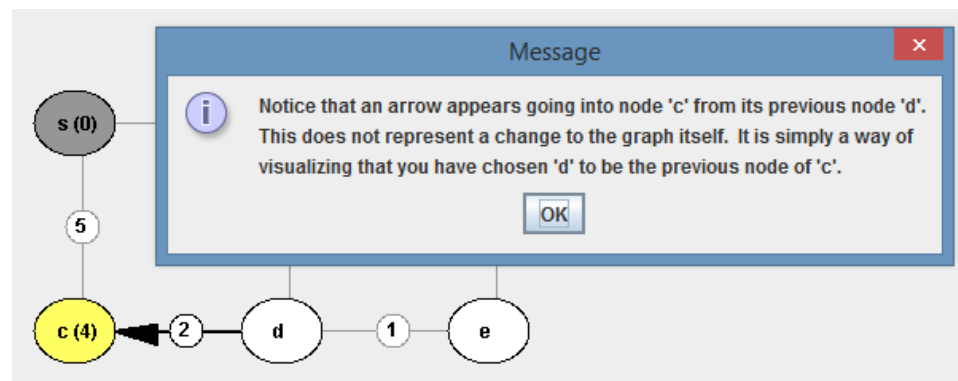 Message
s (0)
Notice that an arrow appears going into node 'c' from its previous node 'd'.
This does not represent a change to the graph itself.  It is simply a way of
visualizing that you have chosen 'd' to be the previous node of 'c'.
OK
5
c (4)
2
d
1
e